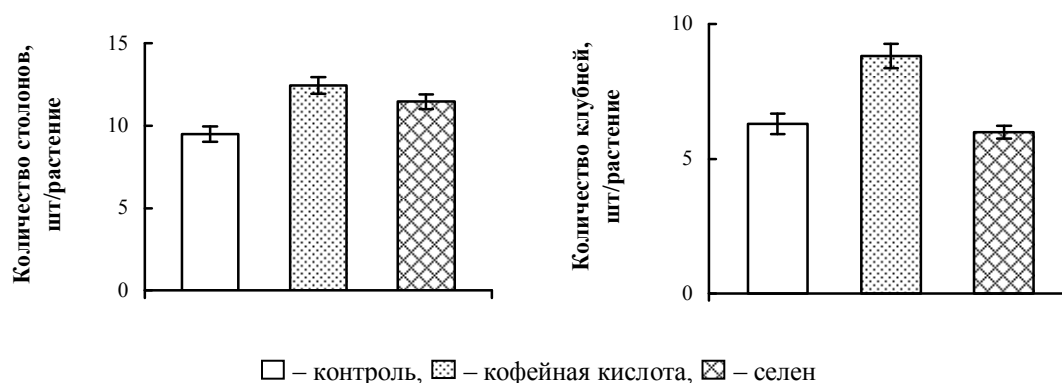 Количество столонов,
шт/растение
15
10
5
0
Количество клубней,
шт/растение
10
5
0
– контроль, – кофейная кислота, – селен